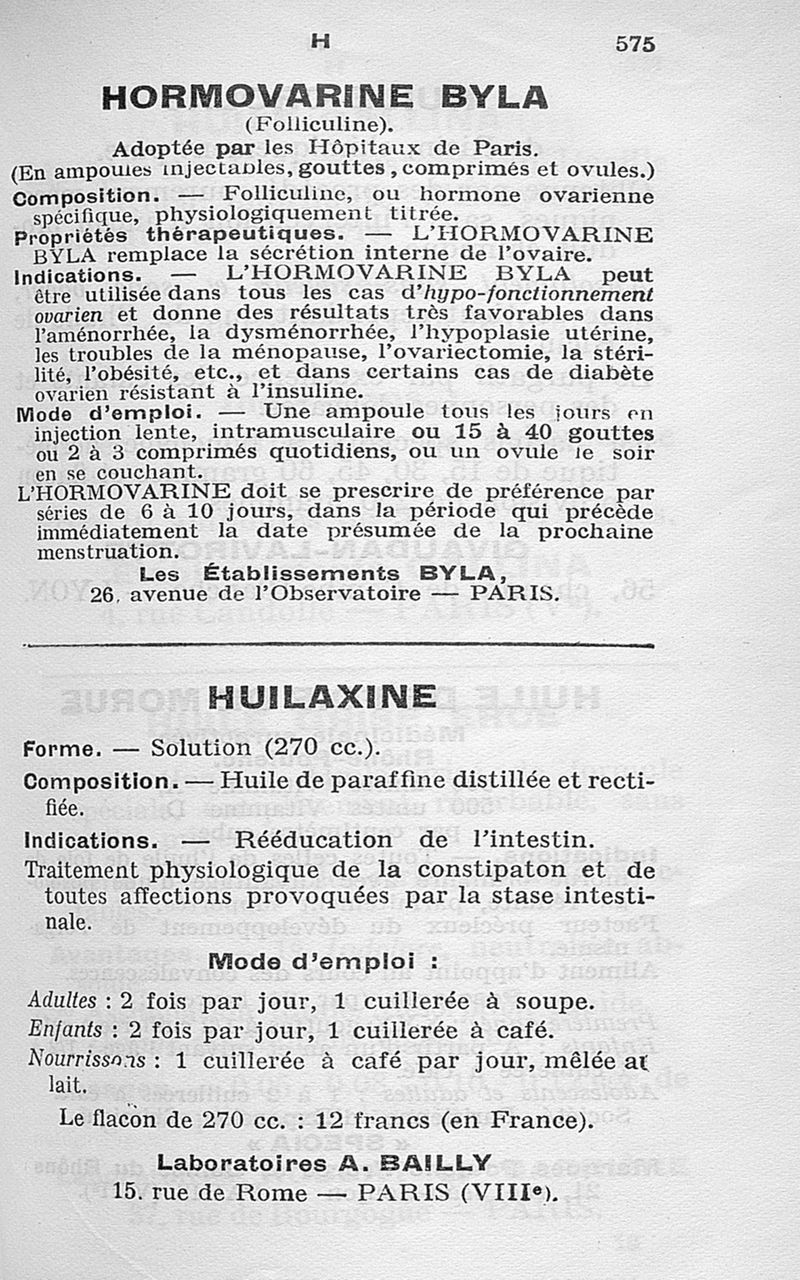 H 575
HORMOVARINE BYLA
(Folliculine).
Adoptée par les Hôpitaux de Paris.
(En ampoules injectables, gouttes, comprimés et ovules.)
Composition. — Folliculine, ou hormone ovarienne
spécifique, physiologiquement titrée.
Propriétés thérapeutiques. — L'HORMOVARINE
BYLA remplace la sécrétion interne de l'ovaire.
Indications. — L'HORMOVARINE BYLA peut
être utilisée dans tous les cas d'hypo-fonctionnement
ovarien et donne des résultats très favorables dans
l'aménorrhée, la dysménorrhée, l'hypoplasie utérine,
les troubles de la ménopause, l'ovariectomie, la stéri-
lité, l'obésité, etc., et dans certains cas de diabète
ovarien résistant à l'insuline.
Mode d'emploi. — Une ampoule tous les jours en
injection lente, intramusculaire ou 15 à 40 gouttes
ou 2 à 3 comprimés quotidiens, ou un ovule le soir
en se couchant.
L'HORMOVARINE doit se prescrire de préférence par
séries de 6 à 10 jours, dans la période qui précède
immédiatement la date présumée de la prochaine
menstruation.
Les Établissements BYLA,
26, avenue de l'Observatoire — PARIS.
HUILAXINE
Forme. — Solution (270 cc.).
Composition. — Huile de paraffine distillée et recti-
fiée.
Indications. — Rééducation de l'intestin.
Traitement physiologique de la constipaton et de
toutes affections provoquées par la stase intesti-
nale.
Mode d'emploi :
Adultes : 2 fois par jour, 1 cuillerée à soupe.
Enfants : 2 fois par jour, 1 cuillerée à café.
Nourrissons : 1 cuillerée à café par jour, mêlée au
lait.
Le flacon de 270 cc. : 12 francs (en France).
Laboratoires A. BAILLY
15, rue de Rome — PARIS (VIIIe).